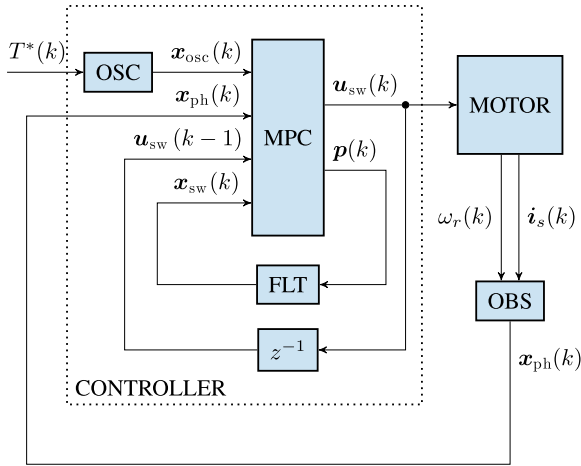 T*(k)
OSC
x_osc(k)
x_ph(k)
u_sw(k−1)
x_sw(k)
MPC
u_sw(k)
p(k)
MOTOR
ω_r(k)
i_s(k)
FLT
OBS
z⁻¹
x_ph(k)
CONTROLLER